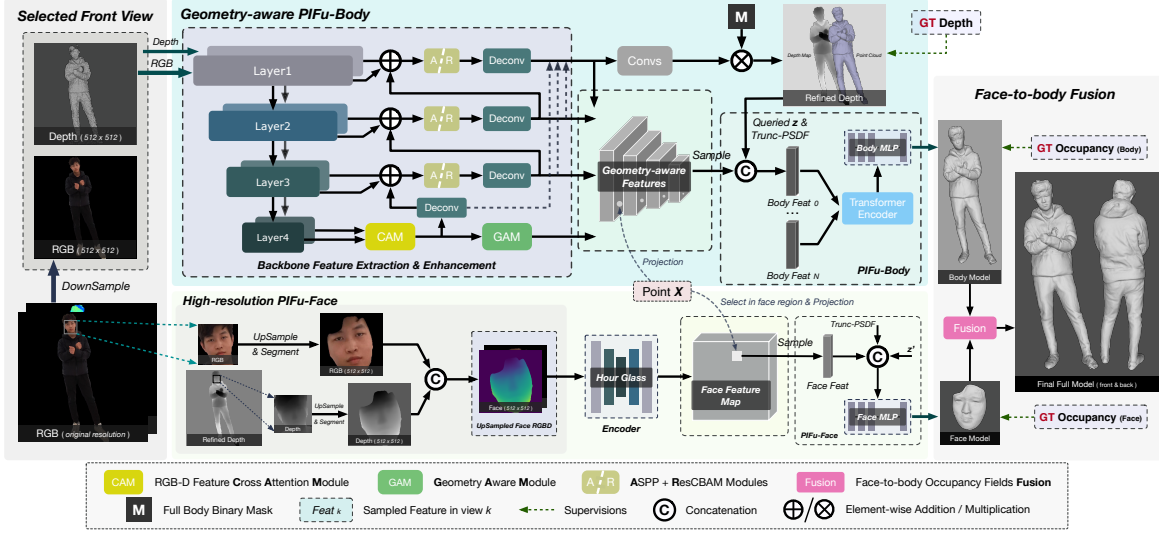 Selected Front View
Depth (512 x 512)
RGB (512 x 512)
DownSample
RGB (original resolution)
Depth
RGB
Geometry-aware PIFu-Body
Layer1
Layer2
Layer3
Layer4
A R
Deconv
A R
Deconv
A R
Deconv
Deconv
CAM
GAM
Backbone Feature Extraction & Enhancement
Convs
M
Depth Map
Point Cloud
Refined Depth
GT Depth
Geometry-aware
Features
Sample
Queried z &
Trunc-PSDF
C
Body Feat 0
...
Body Feat N
Body MLP
Transformer
Encoder
PIFu-Body
Projection
Point X
Select in face region & Projection
High-resolution PIFu-Face
RGB
UpSample
& Segment
RGB (512 x 512)
Refined Depth
Depth
UpSample
& Segment
Depth (512 x 512)
C
Face (512 x 512)
UpSampled Face RGBD
Hour Glass
Encoder
Face Feature
Map
Sample
Trunc-PSDF
Face Feat
C
z'
Face MLP
PIFu-Face
Face-to-body Fusion
Body Model
GT Occupancy (Body)
Fusion
Final Full Model (front & back)
Face Model
GT Occupancy (Face)
CAM RGB-D Feature Cross Attention Module
GAM Geometry Aware Module
A R ASPP + ResCBAM Modules
Fusion Face-to-body Occupancy Fields Fusion
M Full Body Binary Mask
Feat k Sampled Feature in view k
Supervisions
C Concatenation
/ Element-wise Addition / Multiplication